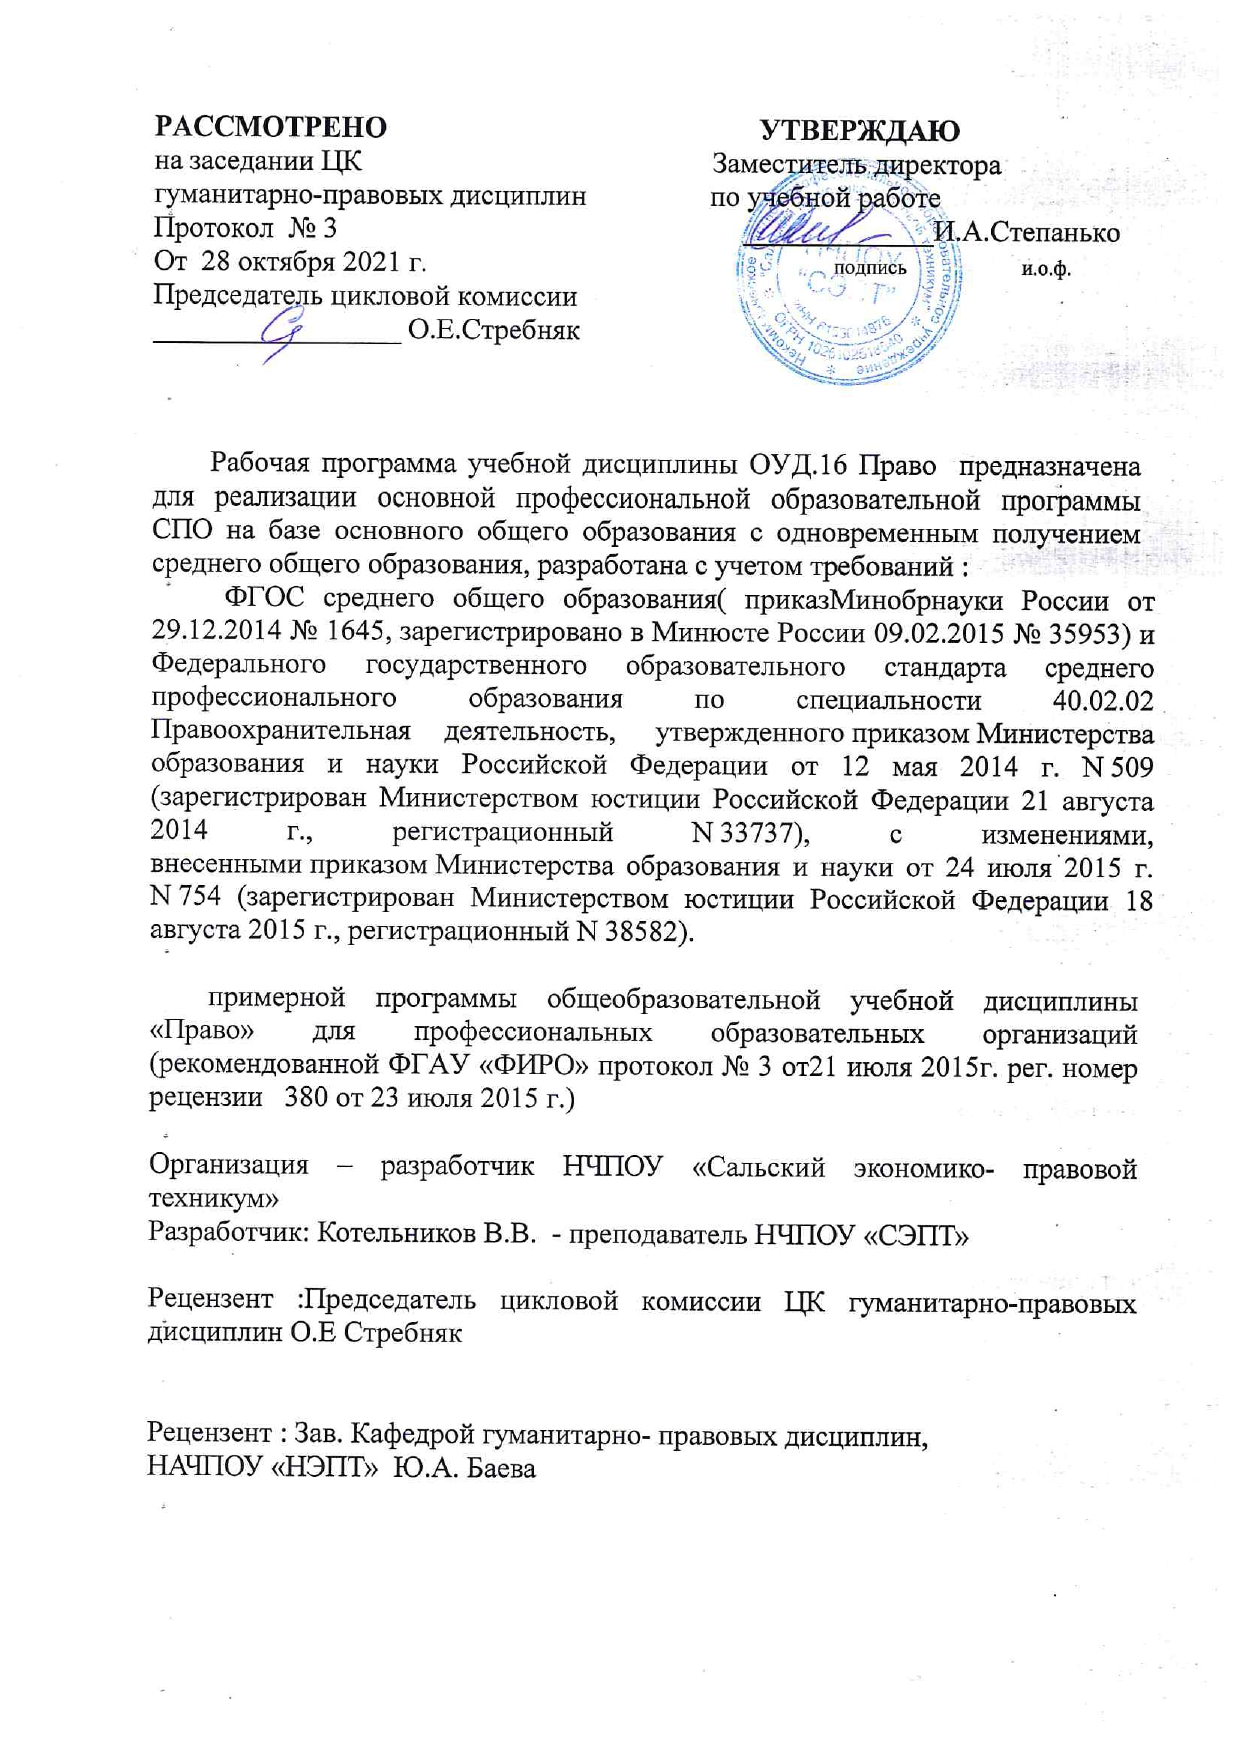 РАССМОТРЕНО
на заседании ЦК
гуманитарно-правовых дисциплин
Протокол № 3
От 28 октября 2021 г.
Председатель цикловой комиссии
__________________ О.Е.Стребняк
УТВЕРЖДАЮ
Заместитель директора
по учебной работе
______________И.А.Степанько
подпись и.о.ф.
Рабочая программа учебной дисциплины ОУД.16 Право предназначена
для реализации основной профессиональной образовательной программы
СПО на базе основного общего образования с одновременным получением
среднего общего образования, разработана с учетом требований :
ФГОС среднего общего образования( приказМинобрнауки России от
29.12.2014 № 1645, зарегистрировано в Минюсте России 09.02.2015 № 35953) и
Федерального государственного образовательного стандарта среднего
профессионального образования по специальности 40.02.02
Правоохранительная деятельность, утвержденного приказом Министерства
образования и науки Российской Федерации от 12 мая 2014 г. N 509
(зарегистрирован Министерством юстиции Российской Федерации 21 августа
2014 г., регистрационный N 33737), с изменениями,
внесенными приказом Министерства образования и науки от 24 июля 2015 г.
N 754 (зарегистрирован Министерством юстиции Российской Федерации 18
августа 2015 г., регистрационный N 38582).
примерной программы общеобразовательной учебной дисциплины
«Право» для профессиональных образовательных организаций
(рекомендованной ФГАУ «ФИРО» протокол № 3 от21 июля 2015г. рег. номер
рецензии 380 от 23 июля 2015 г.)
Организация – разработчик НЧПОУ «Сальский экономико- правовой
техникум»
Разработчик: Котельников В.В. - преподаватель НЧПОУ «СЭПТ»
Рецензент :Председатель цикловой комиссии ЦК гуманитарно-правовых
дисциплин О.Е Стребняк
Рецензент : Зав. Кафедрой гуманитарно- правовых дисциплин,
НАЧПОУ «НЭПТ» Ю.А. Баева